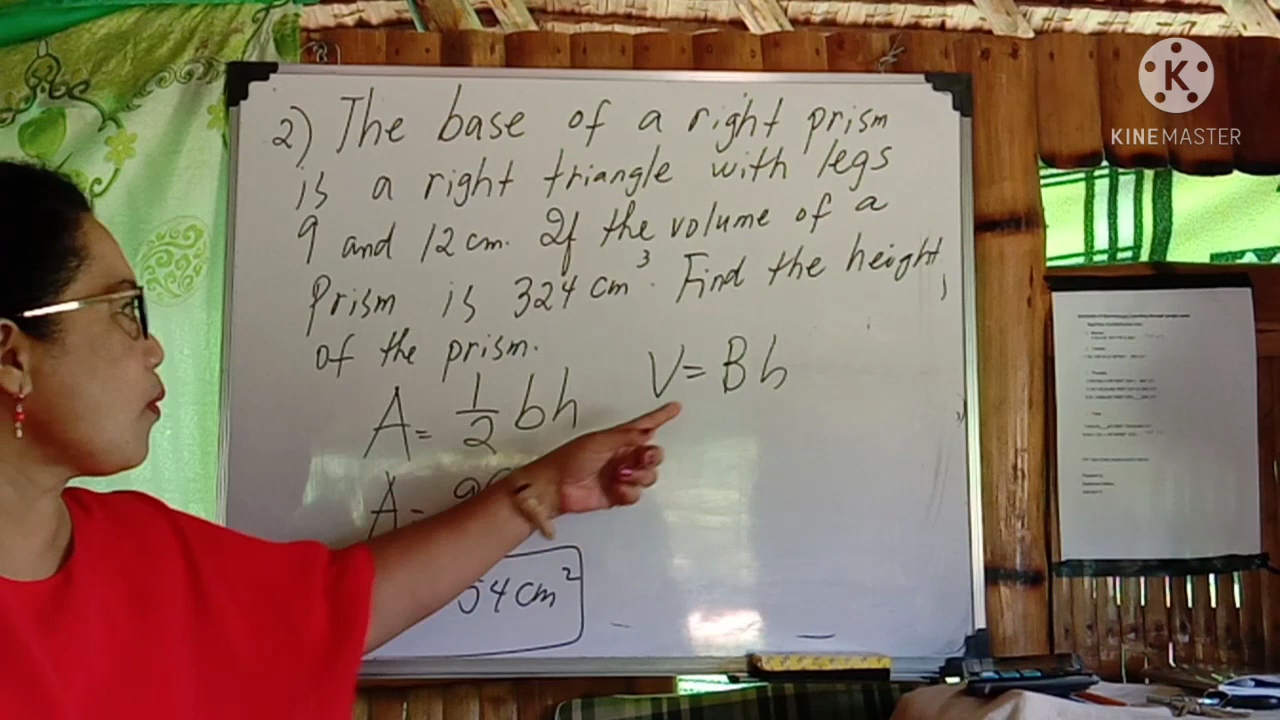 2) The base of a right prism
is a right triangle with legs
9 and 12 cm. If the volume of a
Prism is 324 cm³. Find the height
of the prism.
A = 1/2 bh
V = Bh
A =
54 cm²
K
KINEMASTER